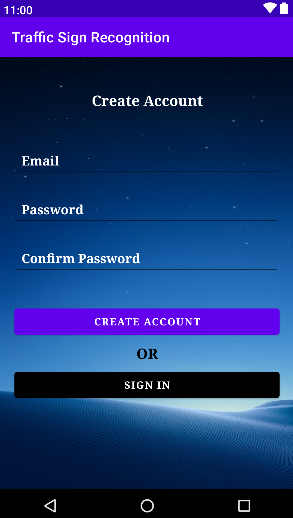 11:00
Traffic Sign Recognition
Create Account
Email
Password
Confirm Password
CREATE ACCOUNT
OR
SIGN IN